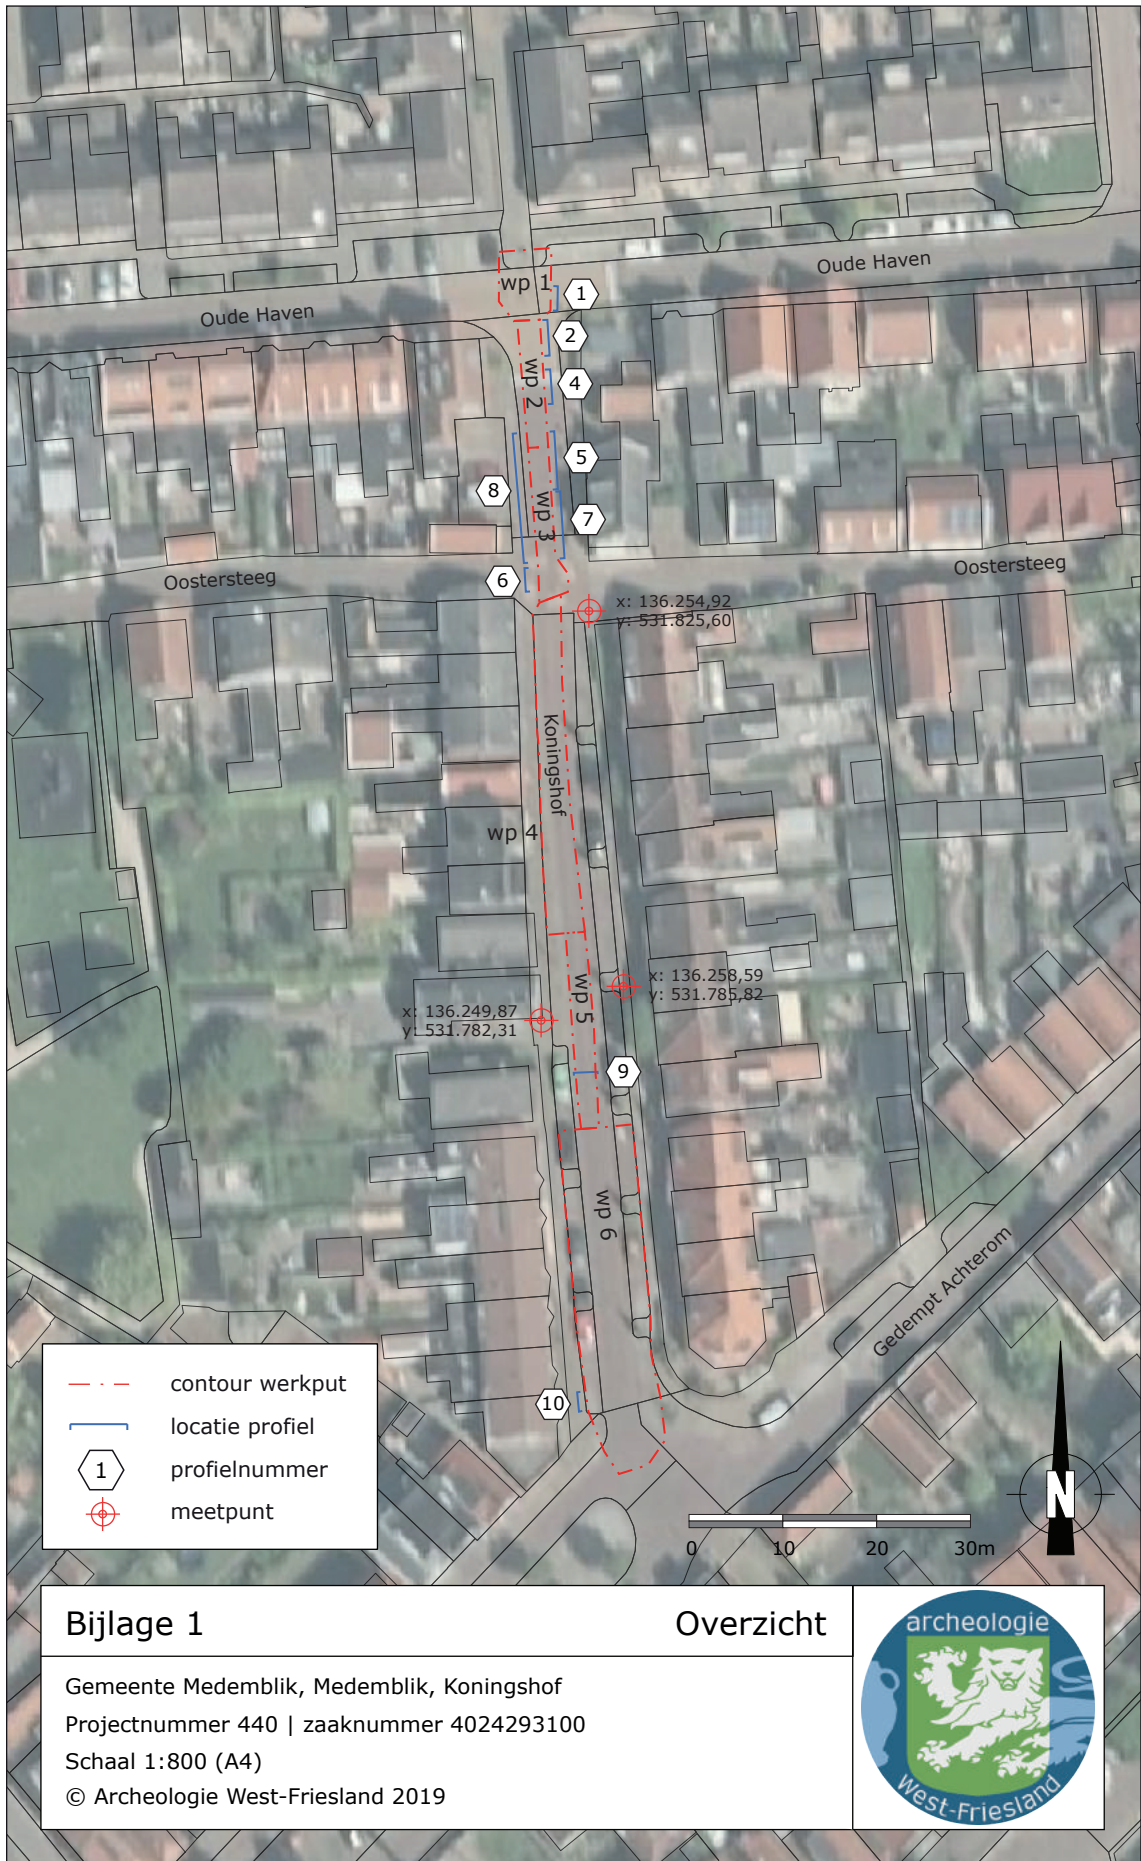 Oude Haven
wp 1
1
Oude Haven
2
wp 2
4
5
8
wp 3
7
Oostersteeg
6
Oostersteeg
x: 136.254,92
y: 531.825,60
Koningshof
wp 4
x: 136.258,59
y: 531.785,82
wp 5
x: 136.249,87
y: 531.782,31
9
wp 6
Gedempt Achterom
10
contour werkput
locatie profiel
1 profielnummer
meetpunt
N
0 10 20 30m
Bijlage 1 Overzicht
Gemeente Medemblik, Medemblik, Koningshof
Projectnummer 440 | zaaknummer 4024293100
Schaal 1:800 (A4)
© Archeologie West-Friesland 2019
archeologie
West-Friesland